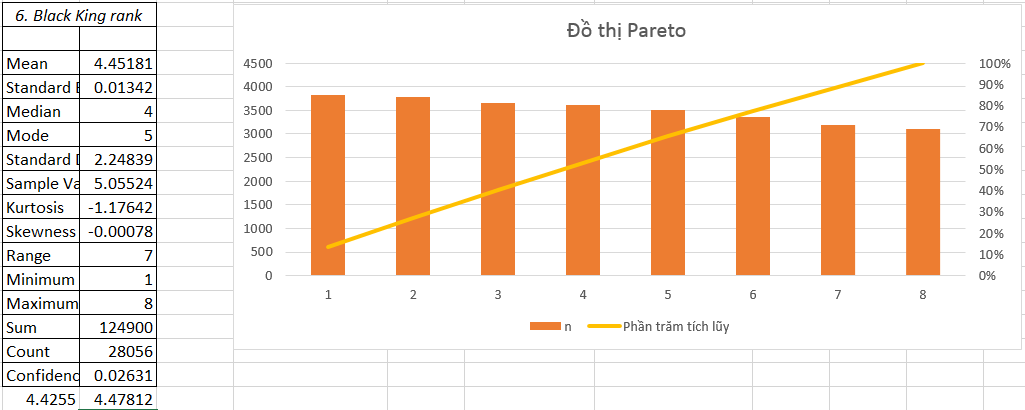 6. Black King rank
Mean 4.45181
Standard E 0.01342
Median 4
Mode 5
Standard D 2.24839
Sample Va 5.05524
Kurtosis -1.17642
Skewness -0.00078
Range 7
Minimum 1
Maximum 8
Sum 124900
Count 28056
Confidenc 0.02631
4.4255 4.47812
Đồ thị Pareto
4500 100%
4000 90%
3500 80%
3000 70%
2500 60%
2000 50%
1500 40%
1000 30%
500 20%
0 10%
0%
1 2 3 4 5 6 7 8
n Phần trăm tích lũy